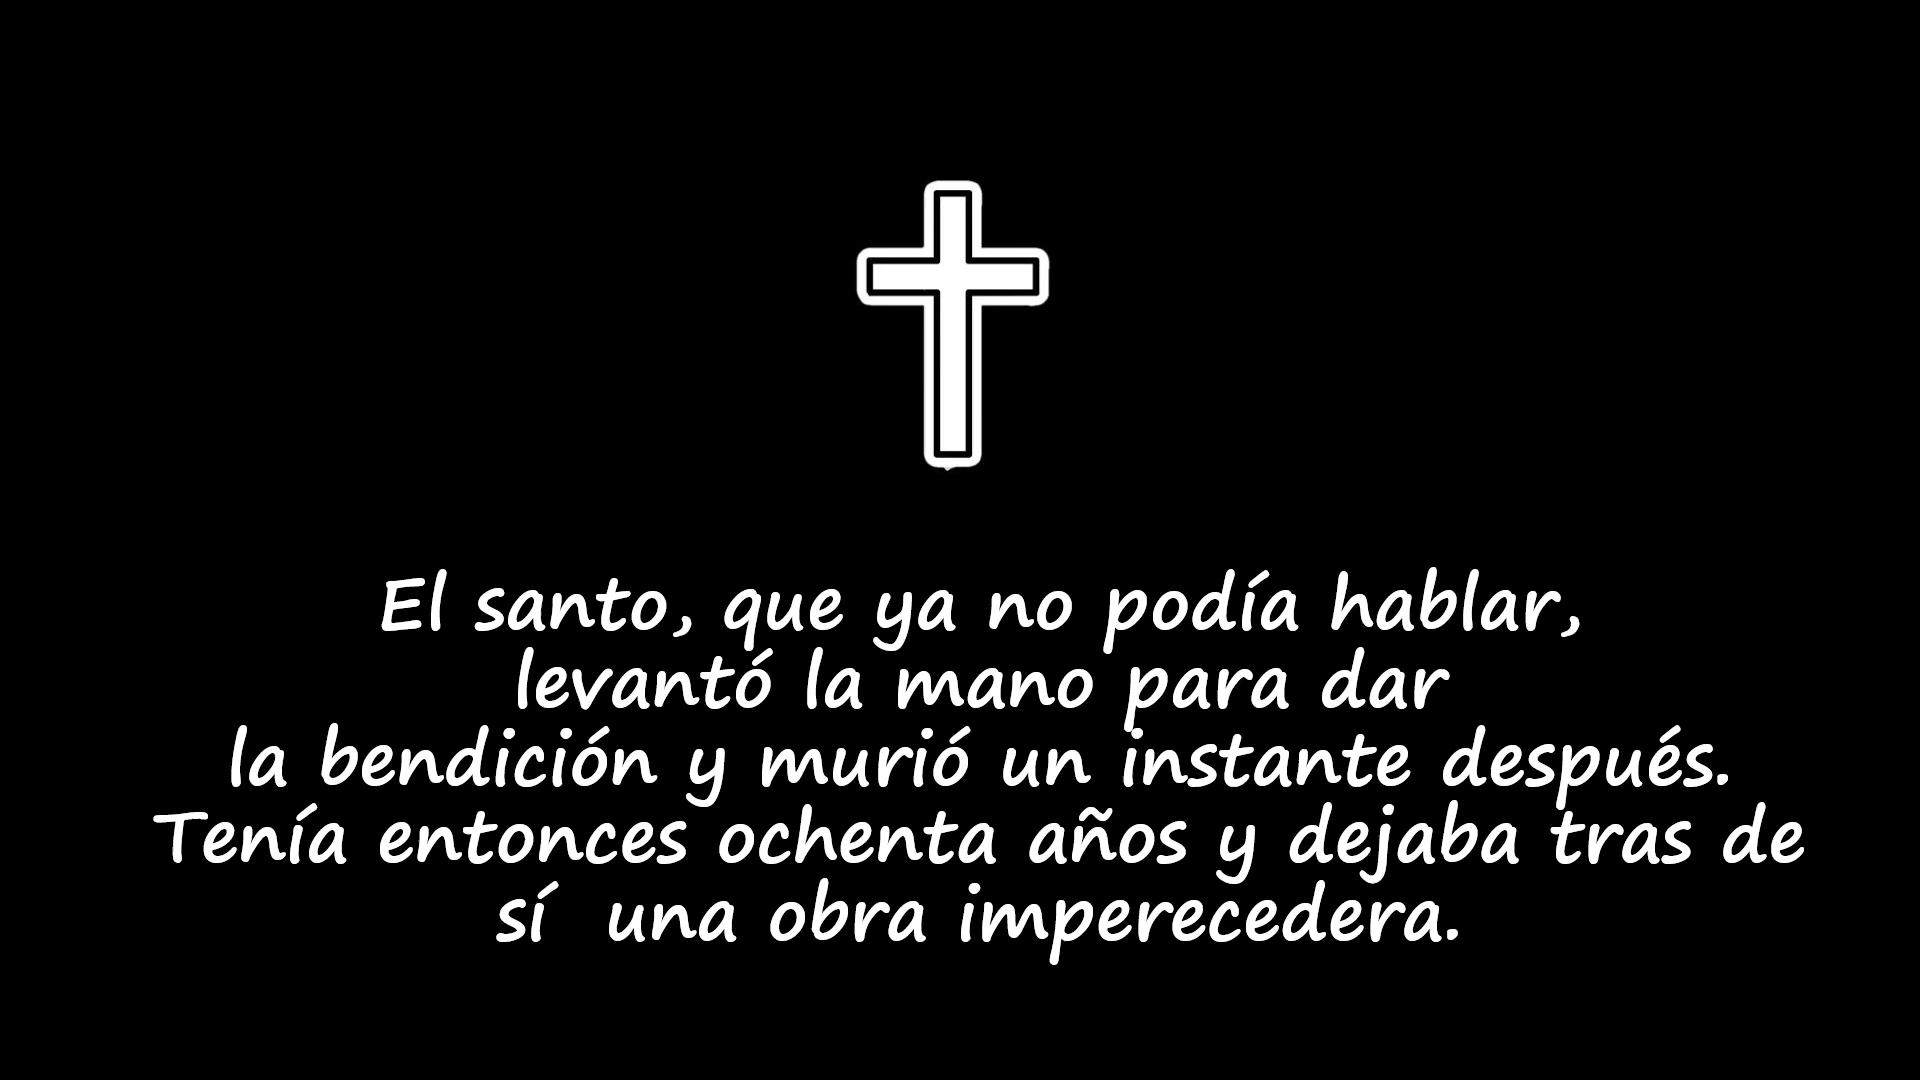 El santo, que ya no podía hablar,
levantó la mano para dar
la bendición y murió un instante después.
Tenía entonces ochenta años y dejaba tras de
sí una obra imperecedera.